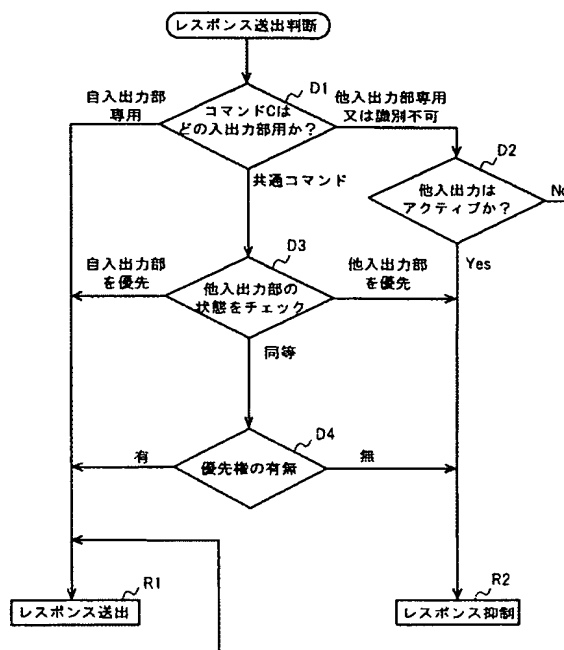 レスポンス送出判断
D1
コマンドCは
どの入出力部用か?
自入出力部
専用
他入出力部専用
又は識別不可
D2
他入出力は
アクティブか?
No
共通コマンド
Yes
D3
他入出力部の
状態をチェック
自入出力部
を優先
他入出力部
を優先
同等
D4
優先権の有無
有
無
R1
レスポンス送出
R2
レスポンス抑制